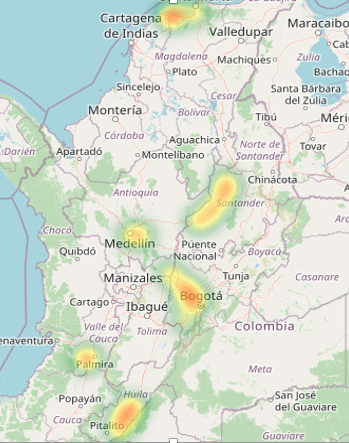 Cartagena
de Indias
Valledupar
Maracaibo
Magdalena
Machiques
Zulia
Plato
Sincelejo
Cesar
Santa Bárbara
del Zulia
Montería
Bolívar
Tibú
Córdoba
Aguachica
Norte de
Santander
Tovar
Darién
Apartadó
Montelíbano
Chinácota
Antioquia
Santander
Chocó
Medellín
Quibdó
Puente
Nacional
Boyacá
Manizales
Tunja
Casanare
Cartago
Ibagué
Bogotá
Valle del
Cauca
Tolima
Colombia
Palmira
Meta
Popayán
Huila
San José
del Guaviare
Cauca
Pitalito
Guaviare